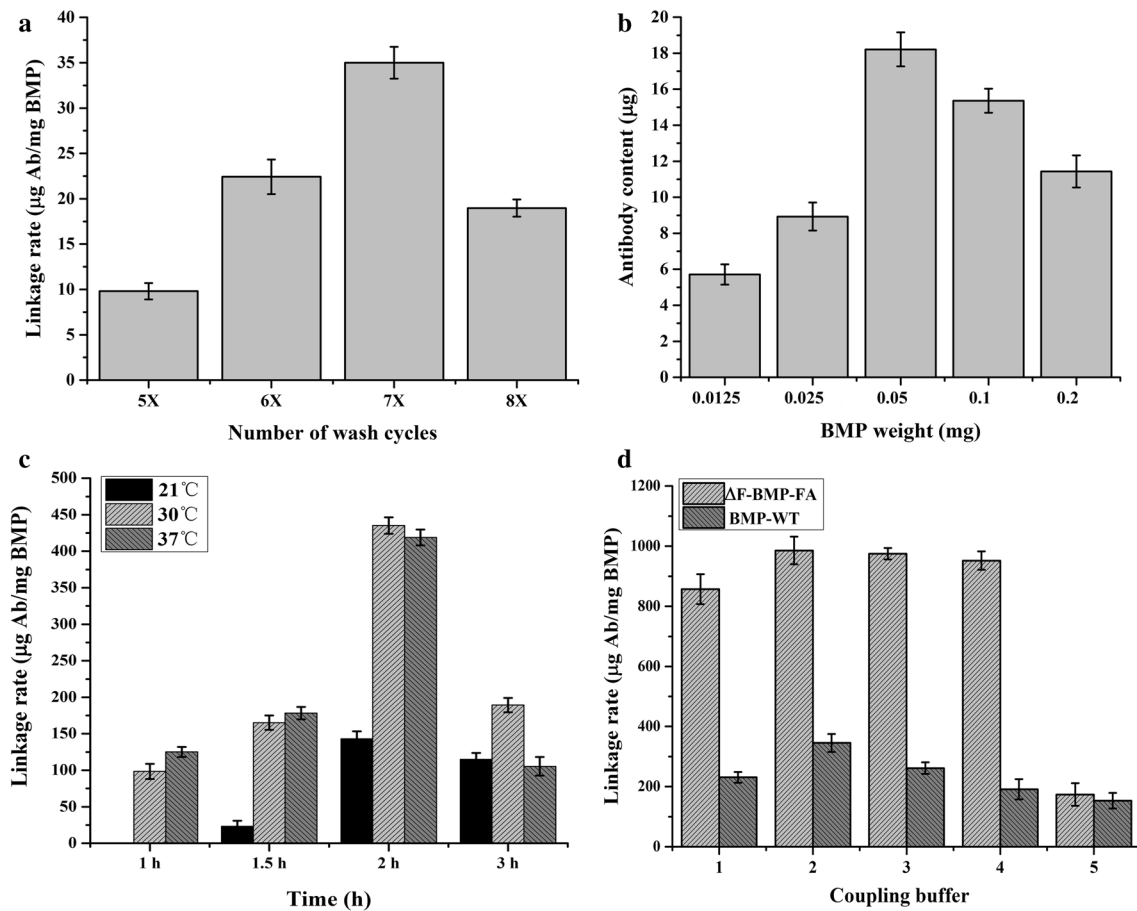 a
Linkage rate (µg Ab/mg BMP)
40
35
30
25
20
15
10
5
0
5X 6X 7X 8X
Number of wash cycles
b
Antibody content (µg)
20
18
16
14
12
10
8
6
4
2
0
0.0125 0.025 0.05 0.1 0.2
BMP weight (mg)
c
Linkage rate (µg Ab/mg BMP)
500
450
400
350
300
250
225
175
150
100
75
50
25
0
21℃
30℃
37℃
1 h 1.5 h 2 h 3 h
Time (h)
d
Linkage rate (µg Ab/mg BMP)
1200
1000
800
600
400
200
0
ΔF-BMP-FA
BMP-WT
1 2 3 4 5
Coupling buffer